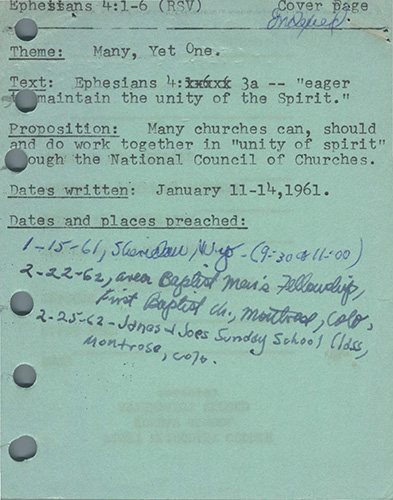 Ephesians 4:1-6 (RSV) Cover page
Theme: Many, Yet One.
Text: Ephesians 4: 3a -- "eager
maintain the unity of the Spirit."
Proposition: Many churches can, should
and do work together in "unity of spirit"
ough the National Council of Churches.
Dates written: January 11-14,1961.
Dates and places preached:
1-15-61, Sheridan, Wyo - (9-30 & 11-00)
2-22-62, area Baptist Men's Fellowship,
First Baptist Ch., Montrose, Colo,
2-25-62 - Janas & Joes Sunday School Class,
Montrose, Colo.